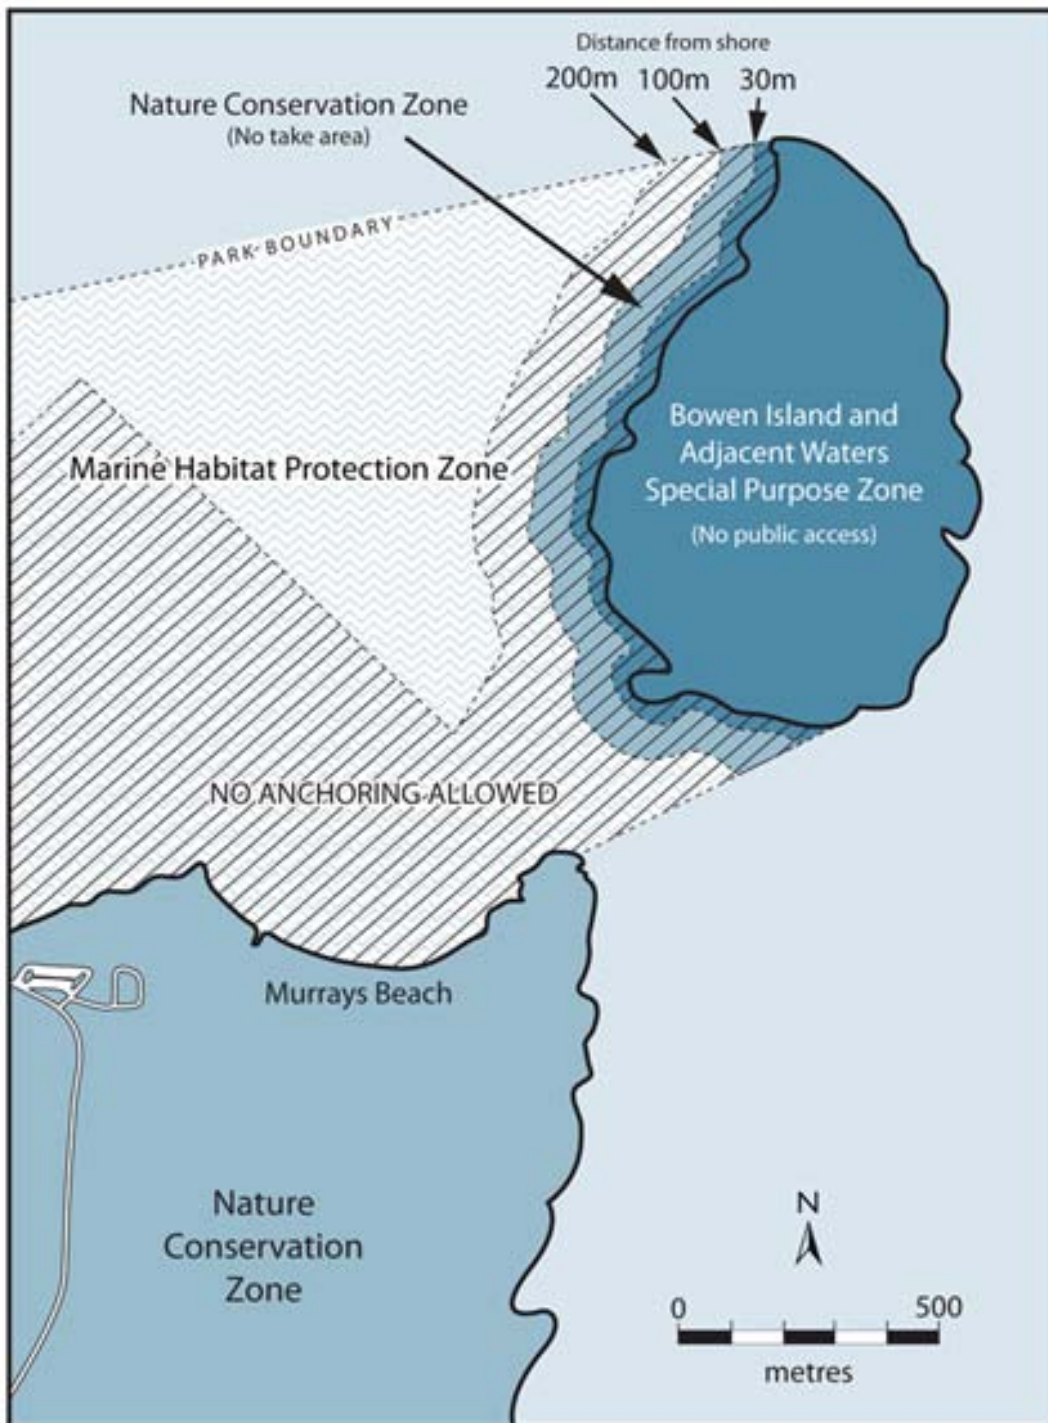 Distance from shore
200m 100m 30m
Nature Conservation Zone
(No take area)
PARK BOUNDARY
Marine Habitat Protection Zone
Bowen Island and
Adjacent Waters
Special Purpose Zone
(No public access)
NO ANCHORING ALLOWED
Murrays Beach
Nature
Conservation
Zone
N
0 500
metres